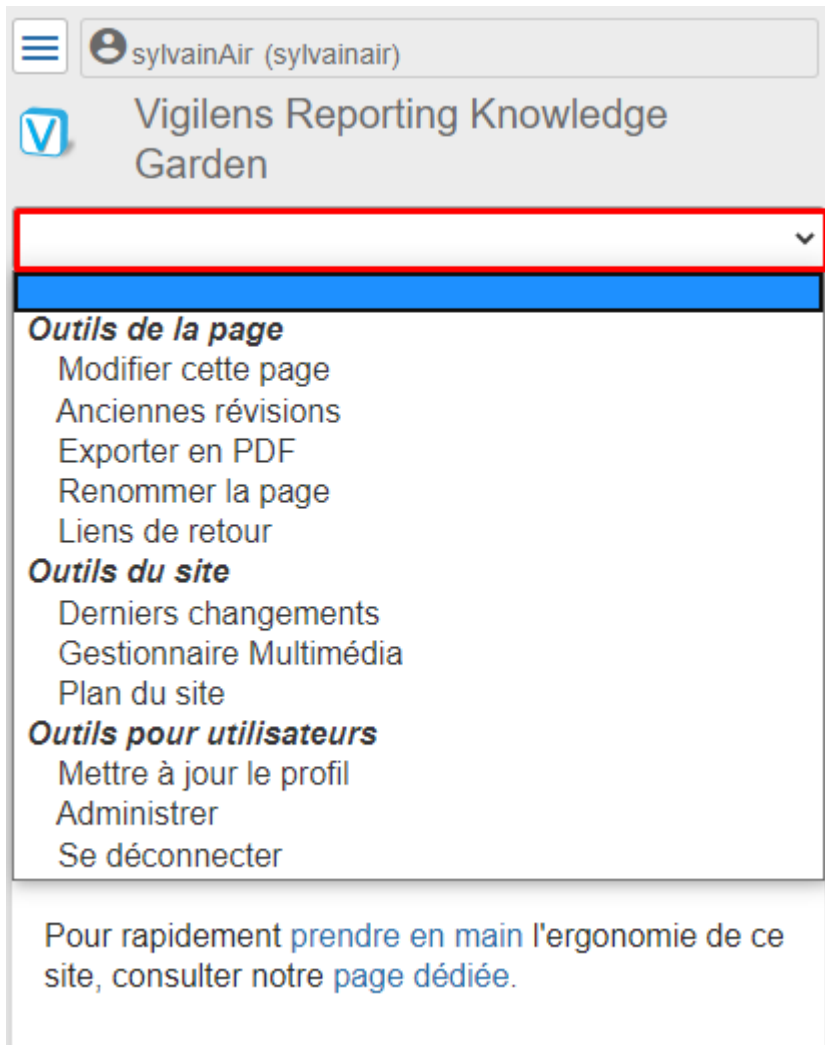 sylvainAir (sylvainair)
V
Vigilens Reporting Knowledge
Garden
Outils de la page
Modifier cette page
Anciennes révisions
Exporter en PDF
Renommer la page
Liens de retour
Outils du site
Derniers changements
Gestionnaire Multimédia
Plan du site
Outils pour utilisateurs
Mettre à jour le profil
Administrer
Se déconnecter
Pour rapidement prendre en main l'ergonomie de ce
site, consulter notre page dédiée.